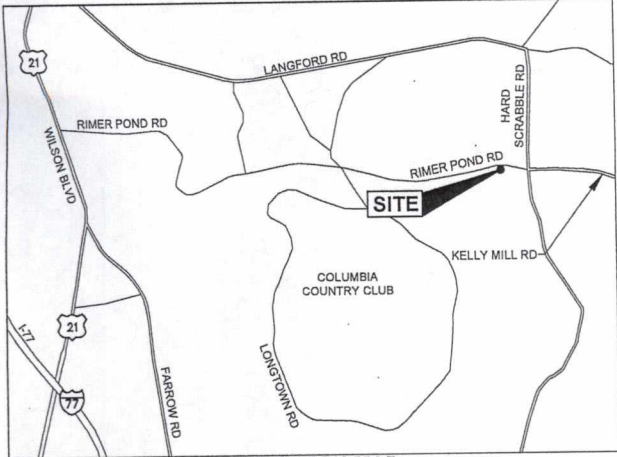 21
LANGFORD RD
HARD
SCRABBLE RD
RIMER POND RD
WILSON BLVD
RIMER POND RD
SITE
KELLY MILL RD
COLUMBIA
COUNTRY CLUB
21
I-77
77
FARROW RD
LONGTOWN RD